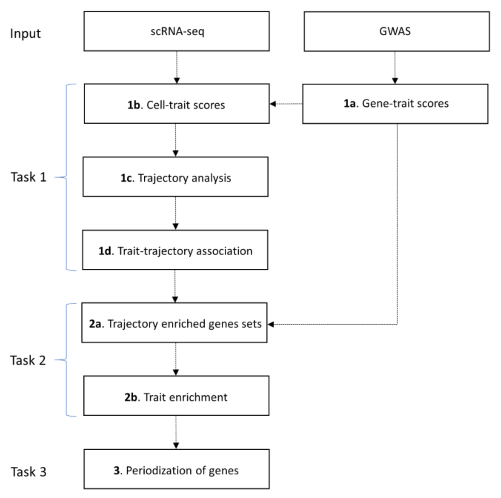 Input
scRNA-seq
GWAS
1b. Cell-trait scores
1a. Gene-trait scores
Task 1
1c. Trajectory analysis
1d. Trait-trajectory association
2a. Trajectory enriched genes sets
Task 2
2b. Trait enrichment
Task 3
3. Periodization of genes